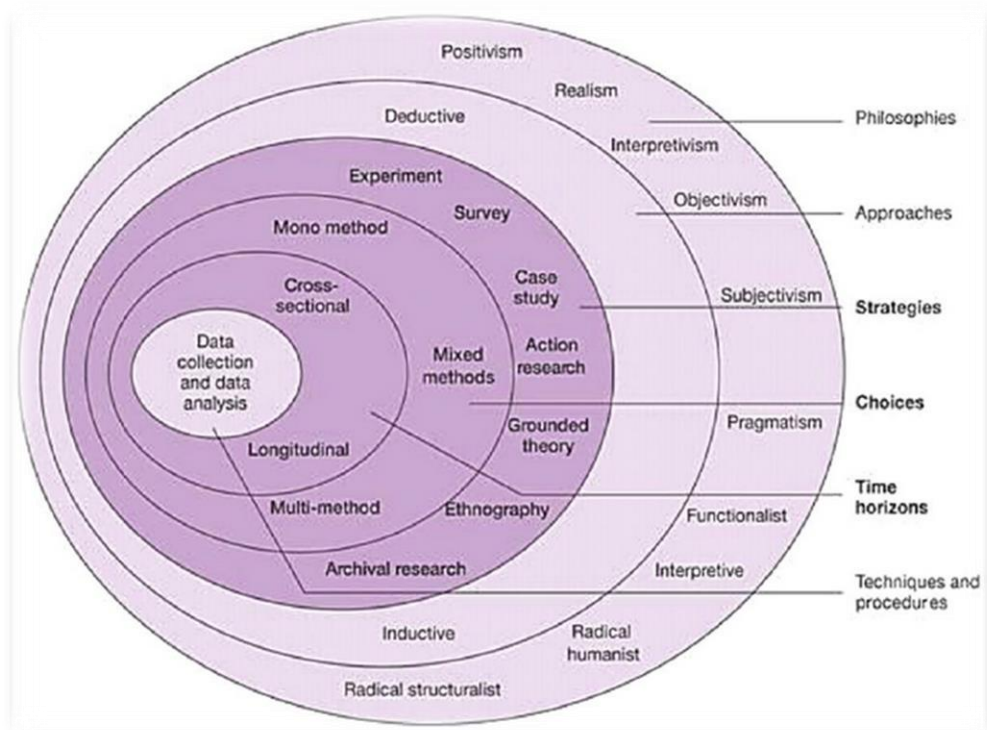 Positivism
Realism
Philosophies
Deductive
Interpretivism
Experiment
Objectivism
Approaches
Survey
Mono method
Case
study
Subjectivism
Strategies
Cross-
sectional
Data
collection
and data
analysis
Mixed
methods
Action
research
Choices
Pragmatism
Grounded
theory
Longitudinal
Time
horizons
Multi-method
Ethnography
Functionalist
Archival research
Interpretive
Techniques and
procedures
Inductive
Radical
humanist
Radical structuralist